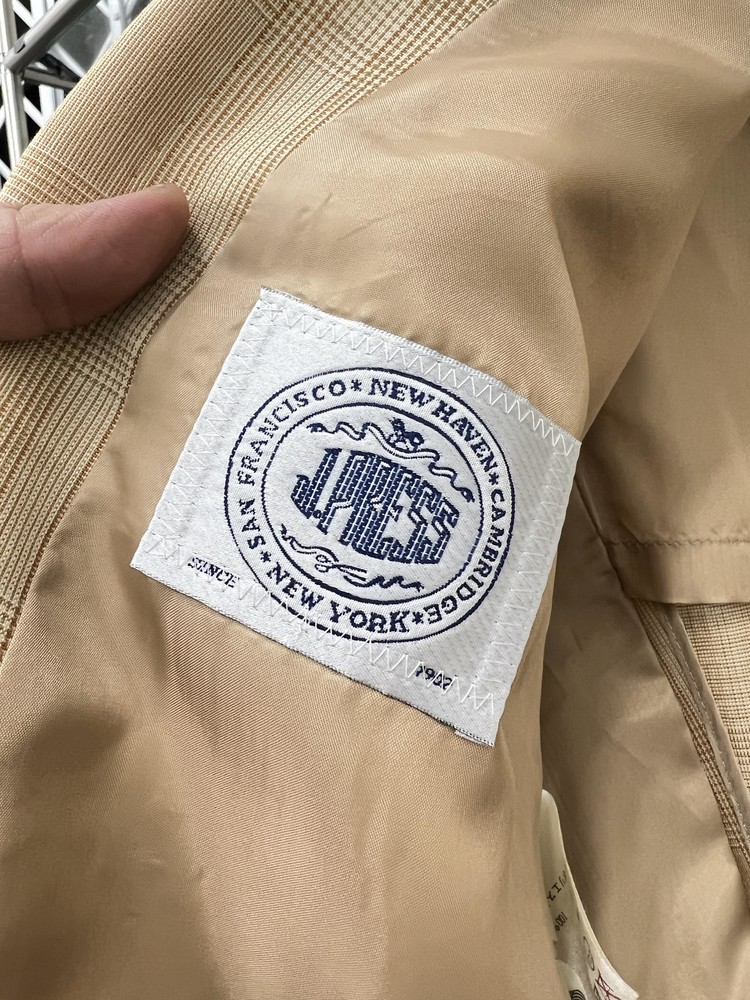 SAN FRANCISCO * NEW HAVEN * CAMBRIDGE * NEW YORK *
J. PRESS
SINCE
1902